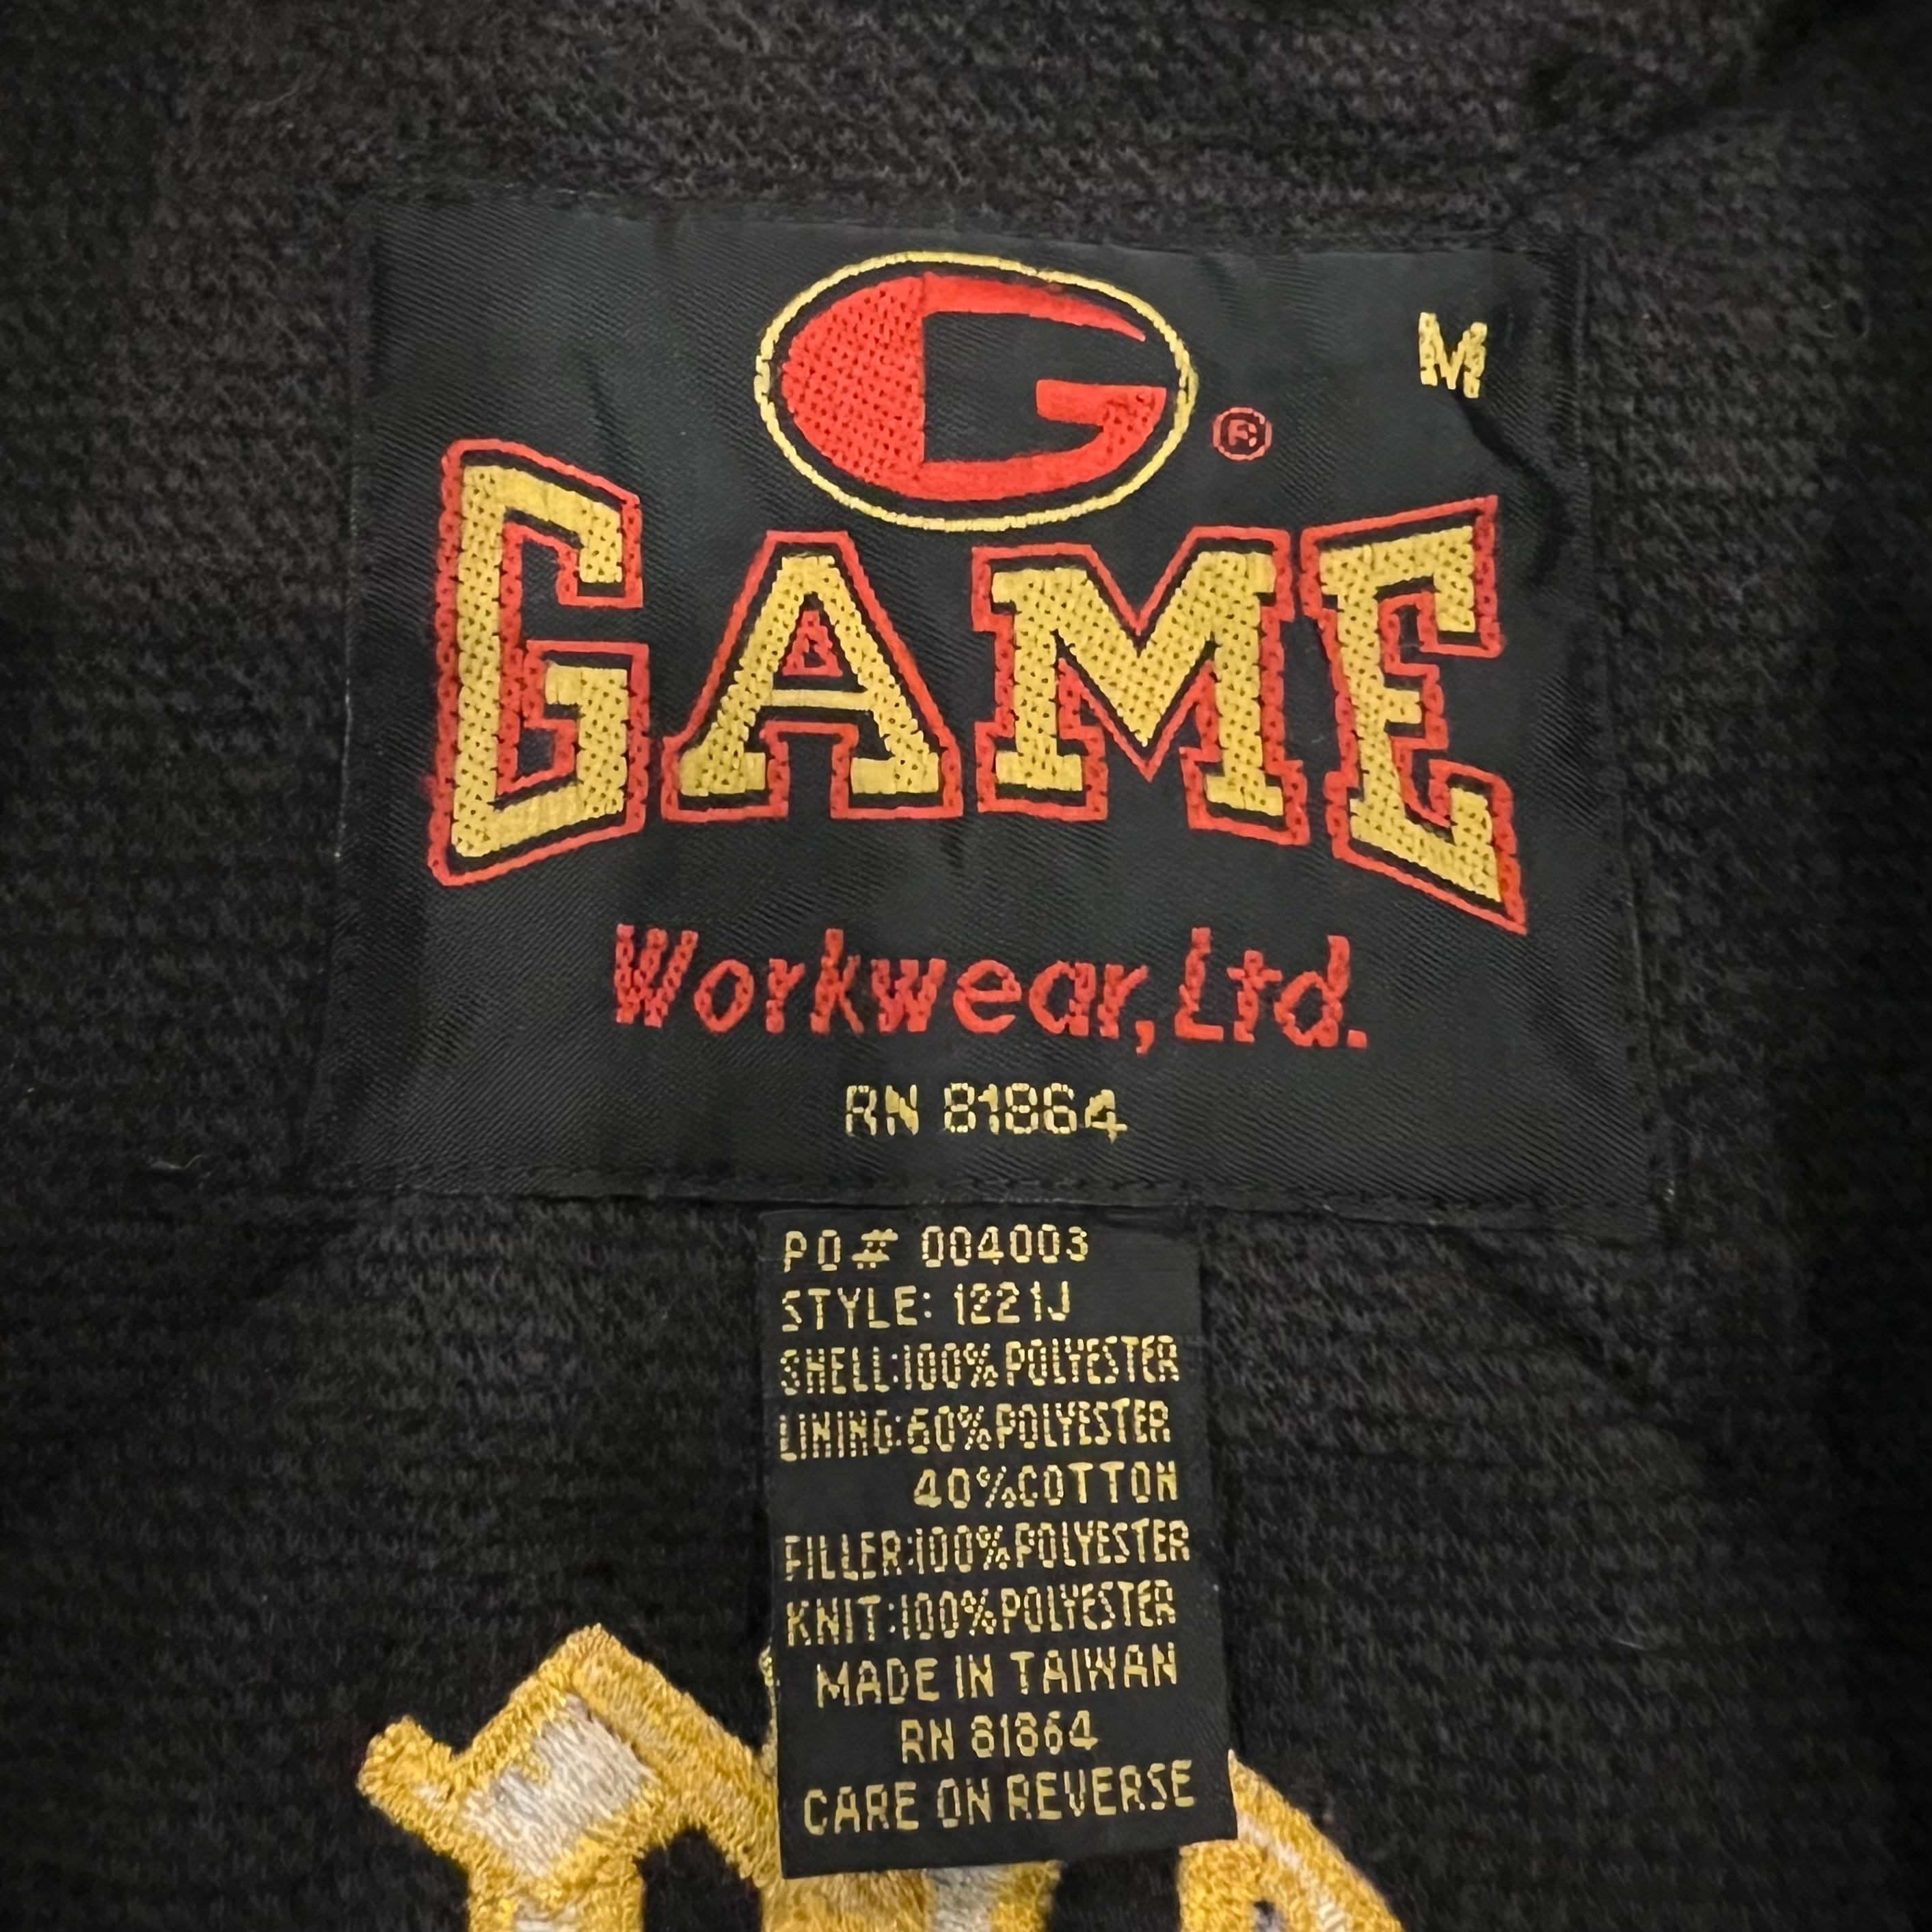 G ®
M
GAME
Workwear, Ltd.
RN 81864
PO# 004003
STYLE: 1221J
SHELL:100%POLYESTER
LINING:60%POLYESTER
40%COTTON
FILLER:100%POLYESTER
KNIT:100%POLYESTER
MADE IN TAIWAN
RN 81864
CARE ON REVERSE